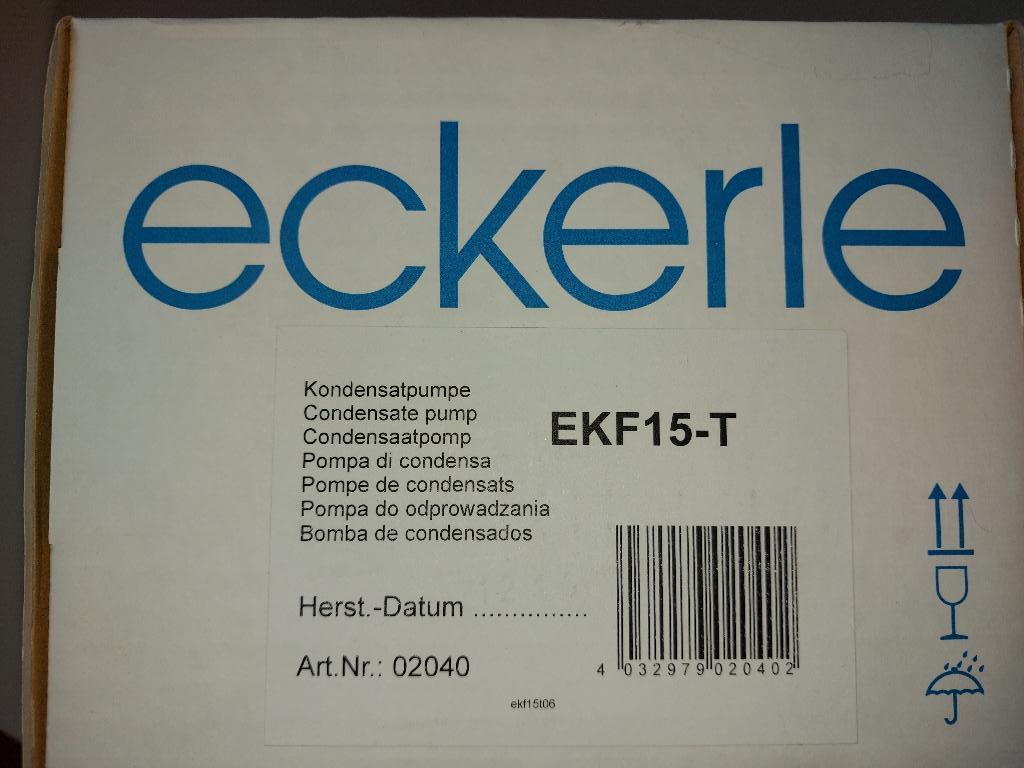 eckerle
Kondensatpumpe
Condensate pump
Condensaatpomp
Pompa di condensa
Pompe de condensats
Pompa do odprowadzania
Bomba de condensados
EKF15-T
Herst.-Datum ...............
Art.Nr.: 02040
4 032979 020402
ekf15t06